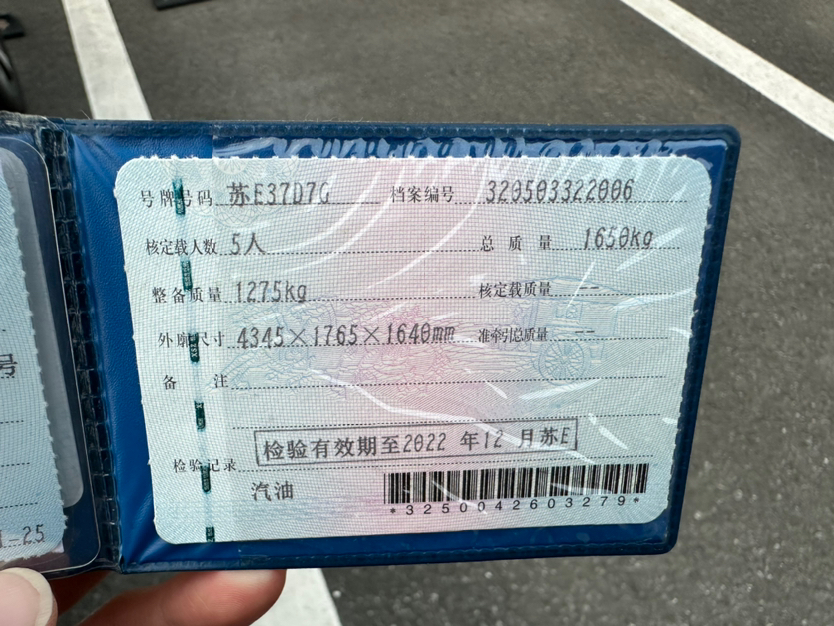 号
1-25
号牌号码 苏E37D7G 档案编号 320503322006
核定载人数 5人 总质量 1650kg
整备质量 1275kg 核定载质量 --
外廓尺寸 4345×1765×1640mm 准牵引总质量 --
备注
检验有效期至2022年12月苏E
检验记录
汽油
*3250042603279*